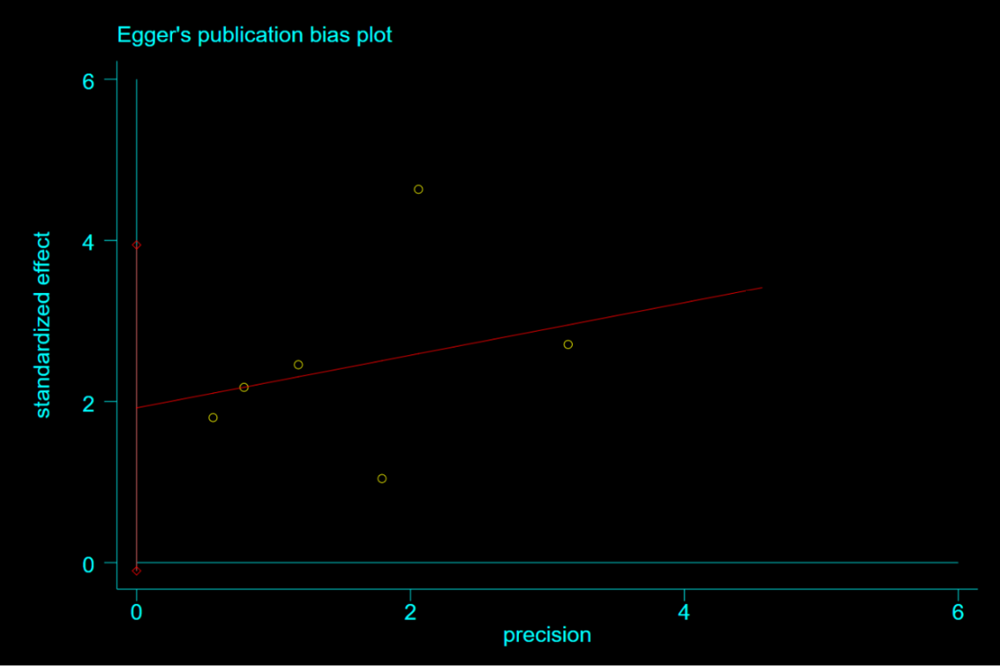 Egger's publication bias plot
6
4
2
0
standardized effect
0 2 4 6
precision